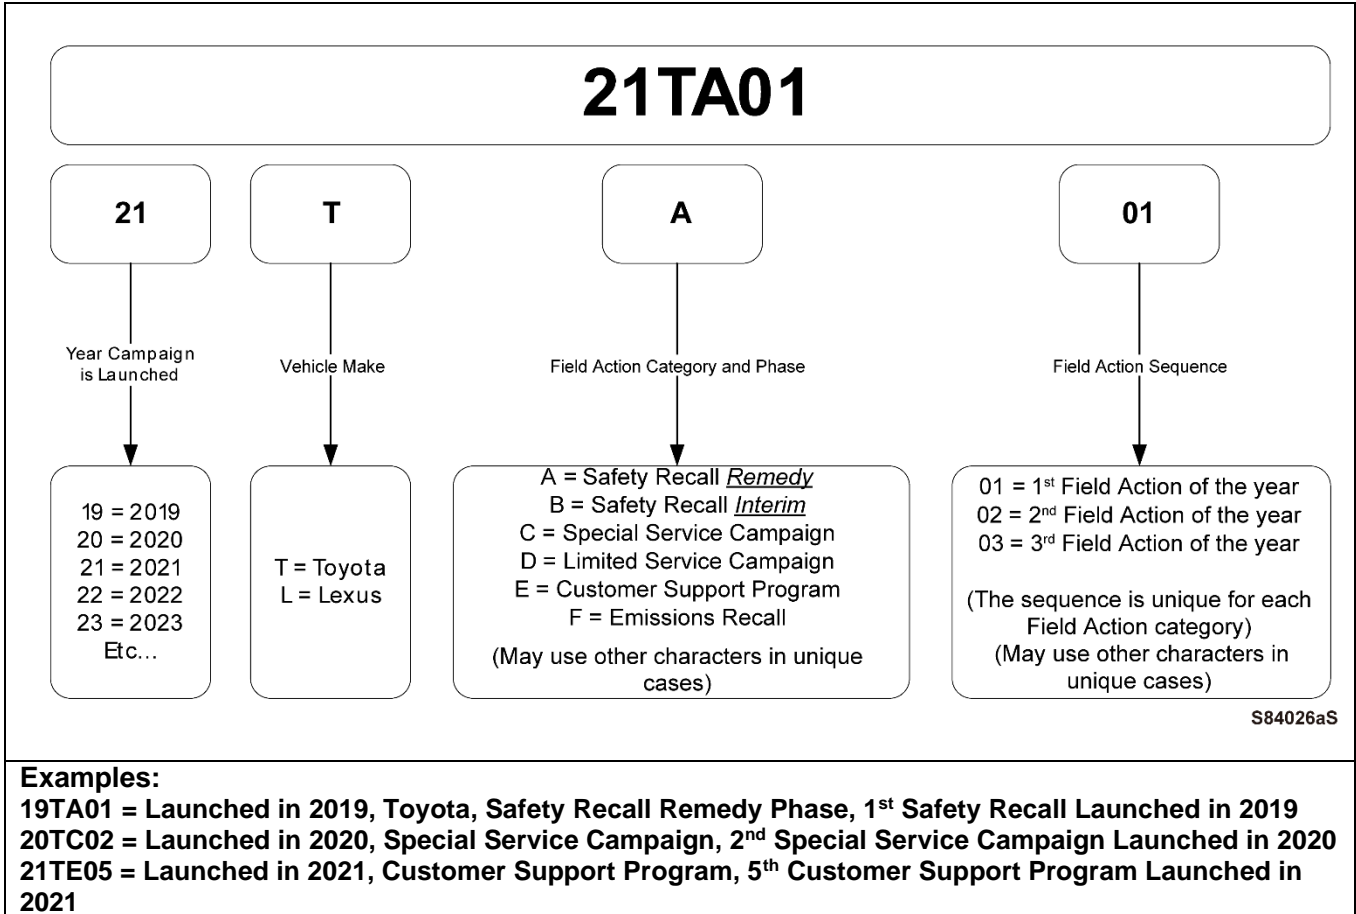 21TA01
21
T
A
01
Year Campaign
is Launched
Vehicle Make
Field Action Category and Phase
Field Action Sequence
19 = 2019
20 = 2020
21 = 2021
22 = 2022
23 = 2023
Etc...
T = Toyota
L = Lexus
A = Safety Recall Remedy
B = Safety Recall Interim
C = Special Service Campaign
D = Limited Service Campaign
E = Customer Support Program
F = Emissions Recall
(May use other characters in unique
cases)
01 = 1st Field Action of the year
02 = 2nd Field Action of the year
03 = 3rd Field Action of the year
(The sequence is unique for each
Field Action category)
(May use other characters in
unique cases)
S84026aS
Examples:
19TA01 = Launched in 2019, Toyota, Safety Recall Remedy Phase, 1st Safety Recall Launched in 2019
20TC02 = Launched in 2020, Special Service Campaign, 2nd Special Service Campaign Launched in 2020
21TE05 = Launched in 2021, Customer Support Program, 5th Customer Support Program Launched in
2021